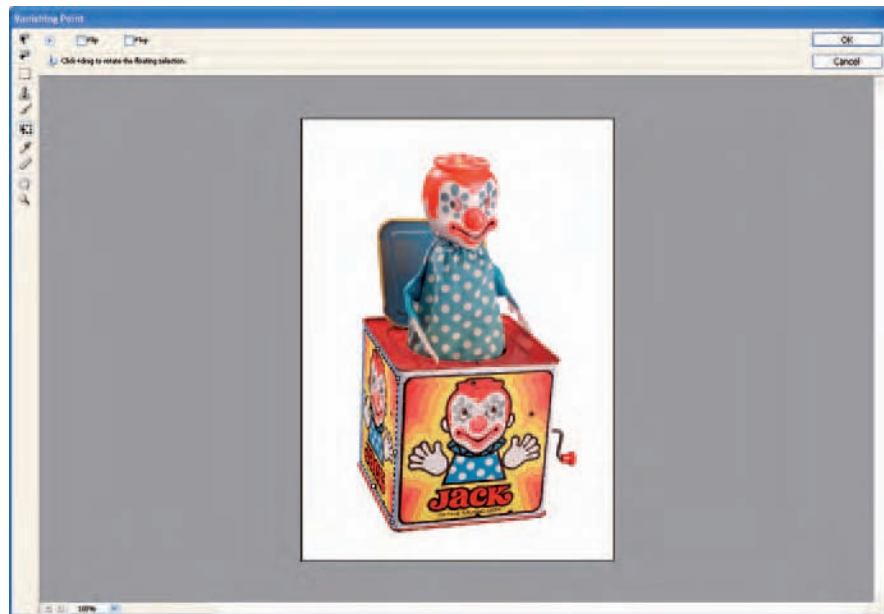 Vanishing Point
Flip Flop
OK
Click+drag to rotate the floating selection.
Cancel
Jack
100%